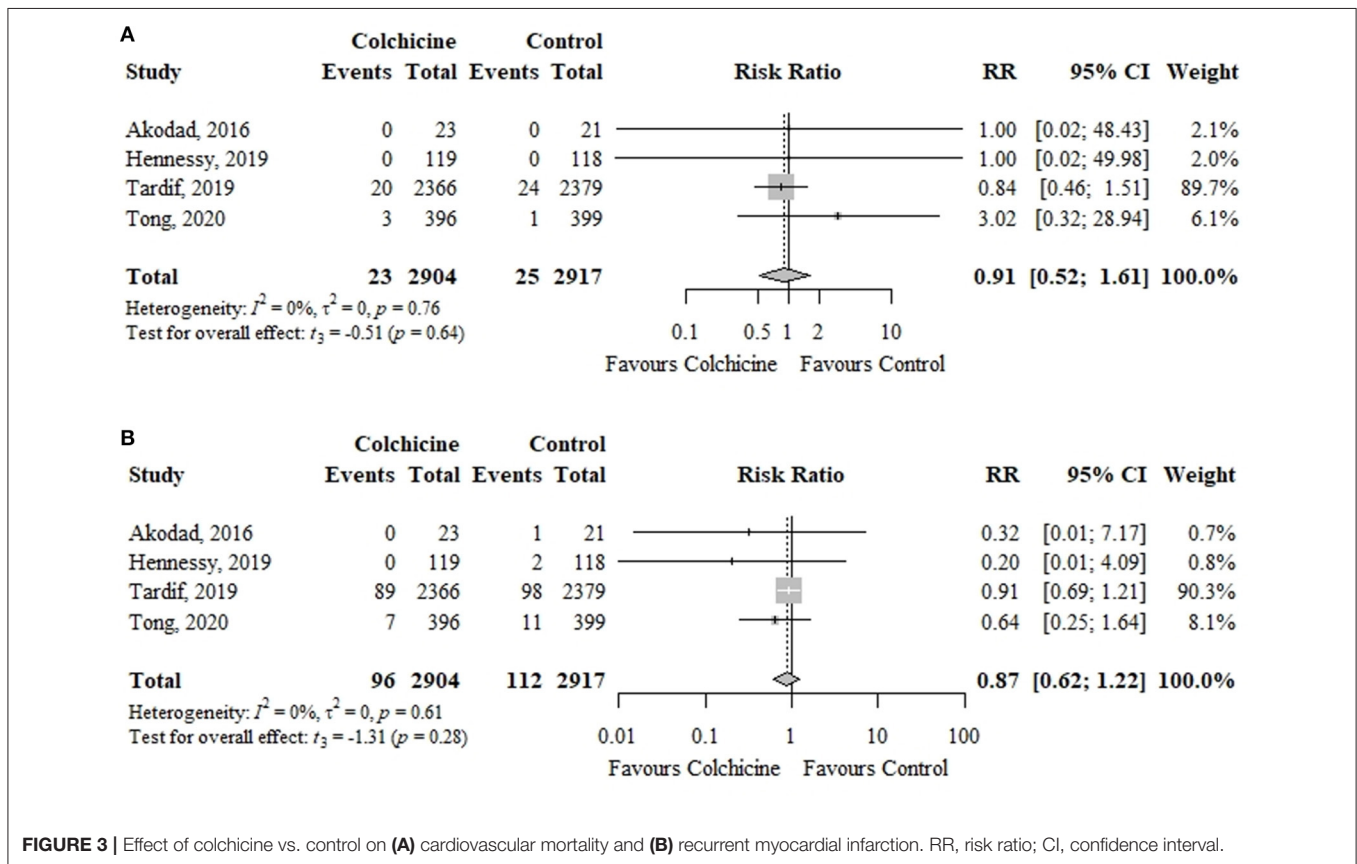 A
Colchicine Control
Study Events Total Events Total Risk Ratio RR 95% CI Weight
Akodad, 2016 0 23 0 21 1.00 [0.02; 48.43] 2.1%
Hennessy, 2019 0 119 0 118 1.00 [0.02; 49.98] 2.0%
Tardif, 2019 20 2366 24 2379 0.84 [0.46; 1.51] 89.7%
Tong, 2020 3 396 1 399 3.02 [0.32; 28.94] 6.1%
Total 23 2904 25 2917 0.91 [0.52; 1.61] 100.0%
Heterogeneity: I² = 0%, τ² = 0, p = 0.76
Test for overall effect: t₃ = -0.51 (p = 0.64)
0.1 0.5 1 2 10
Favours Colchicine Favours Control
B
Colchicine Control
Study Events Total Events Total Risk Ratio RR 95% CI Weight
Akodad, 2016 0 23 1 21 0.32 [0.01; 7.17] 0.7%
Hennessy, 2019 0 119 2 118 0.20 [0.01; 4.09] 0.8%
Tardif, 2019 89 2366 98 2379 0.91 [0.69; 1.21] 90.3%
Tong, 2020 7 396 11 399 0.64 [0.25; 1.64] 8.1%
Total 96 2904 112 2917 0.87 [0.62; 1.22] 100.0%
Heterogeneity: I² = 0%, τ² = 0, p = 0.61
Test for overall effect: t₃ = -1.31 (p = 0.28)
0.01 0.1 1 10 100
Favours Colchicine Favours Control
FIGURE 3 | Effect of colchicine vs. control on (A) cardiovascular mortality and (B) recurrent myocardial infarction. RR, risk ratio; CI, confidence interval.